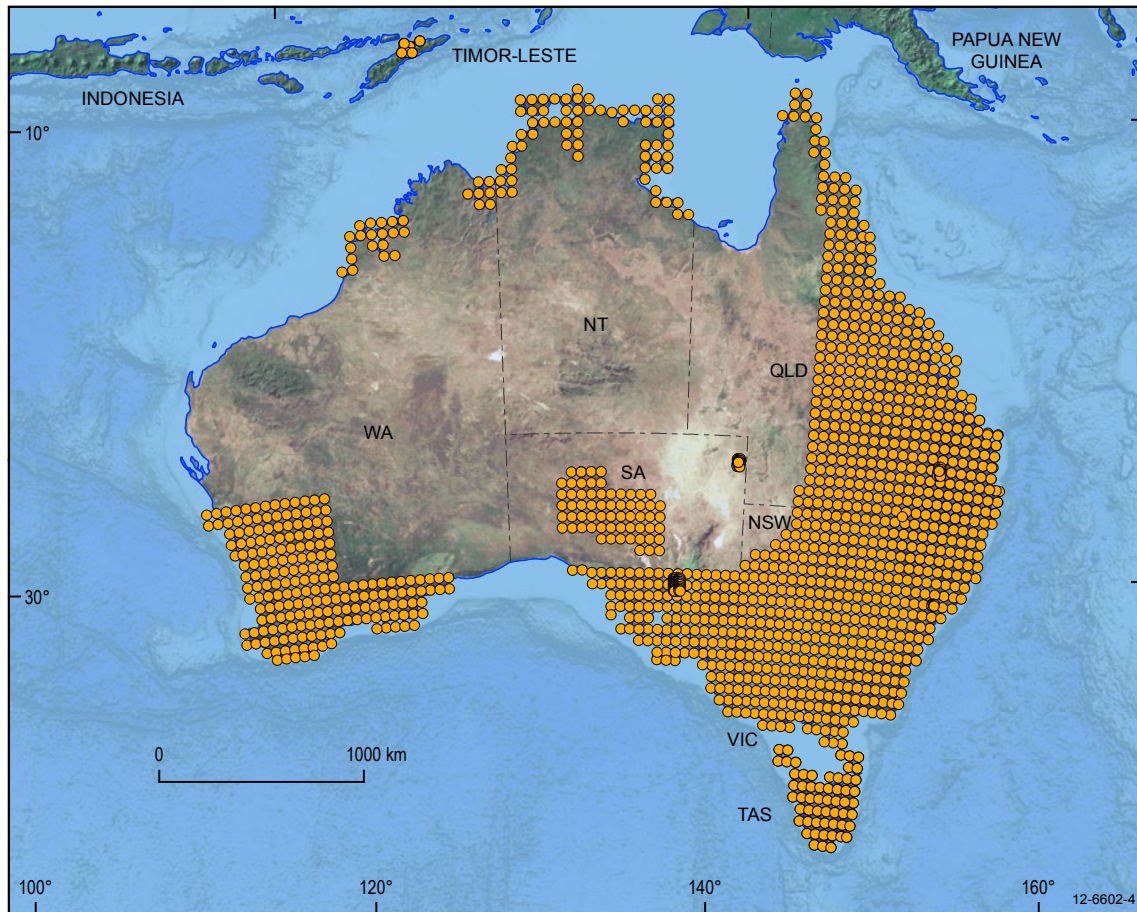 TIMOR-LESTE
PAPUA NEW
GUINEA
INDONESIA
10°
NT
QLD
WA
SA
NSW
30°
0
1000 km
VIC
TAS
100°
120°
140°
160°
12-6602-4